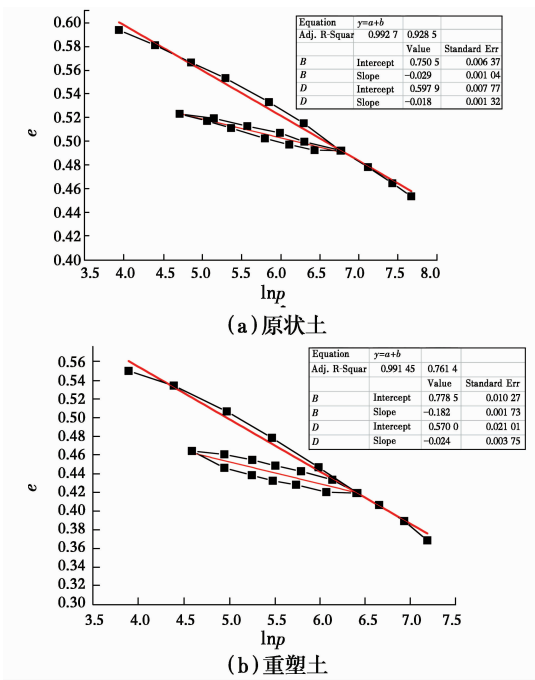 Equation y=a+b
Adj. R-Squar 0.992 7 0.928 5
Value Standard Err
B Intercept 0.750 5 0.006 37
B Slope -0.029 0.001 04
D Intercept 0.597 9 0.007 77
D Slope -0.018 0.001 32
0.60
0.58
0.56
0.54
0.52
0.50
0.48
0.46
0.44
0.42
0.40
e
3.5 4.0 4.5 5.0 5.5 6.0 6.5 7.0 7.5 8.0
lnp
(a)原状土
Equation y=a+b
Adj. R-Squar 0.991 45 0.761 4
Value Standard Err
B Intercept 0.778 5 0.010 27
B Slope -0.182 0.001 73
D Intercept 0.570 0 0.021 01
D Slope -0.024 0.003 75
0.56
0.54
0.52
0.50
0.48
0.46
0.44
0.42
0.40
0.38
0.36
0.34
0.32
0.30
e
3.5 4.0 4.5 5.0 5.5 6.0 6.5 7.0 7.5
lnp
(b)重塑土